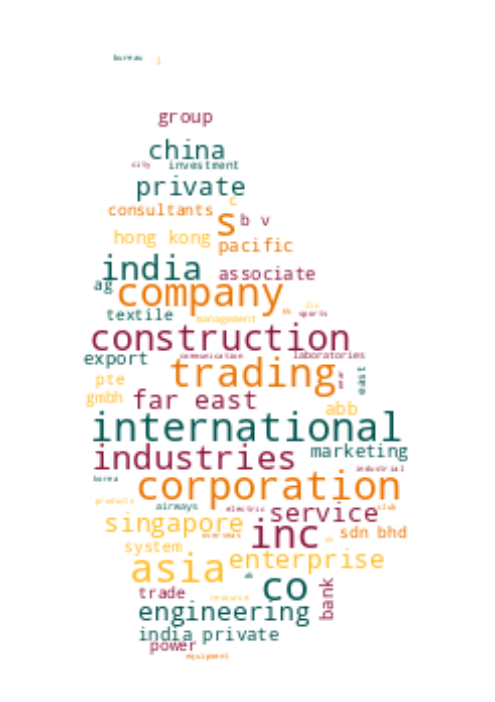 bureau l
group
china
city investment
private
c
consultants
s b v
hong kong
pacific
india associate
ag company
textile
management
sports
construction
export communication laboratories
trading
pte
east
gmbh far east
abb
international
marketing
industries
industrial
korea
corporation
products
airways electric club
singapore service
inc sdn bhd
overseas
system
enterprise
asia
co
trade resource bank
engineering
india private
power
equipment